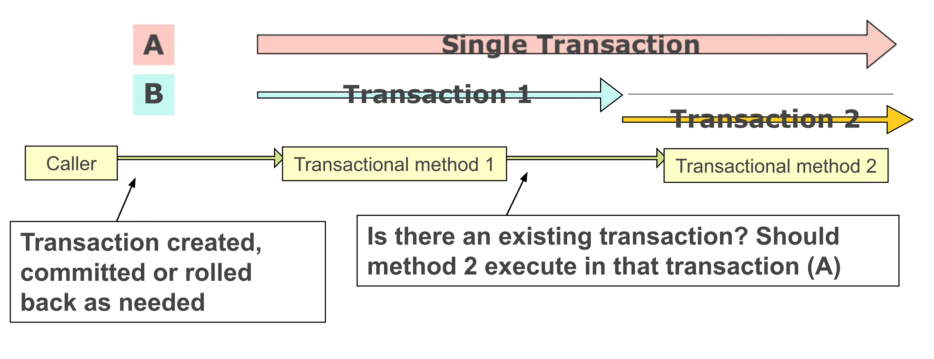 A
Single Transaction
B
Transaction 1
Transaction 2
Caller
Transactional method 1
Transactional method 2
Transaction created,
committed or rolled
back as needed
Is there an existing transaction? Should
method 2 execute in that transaction (A)